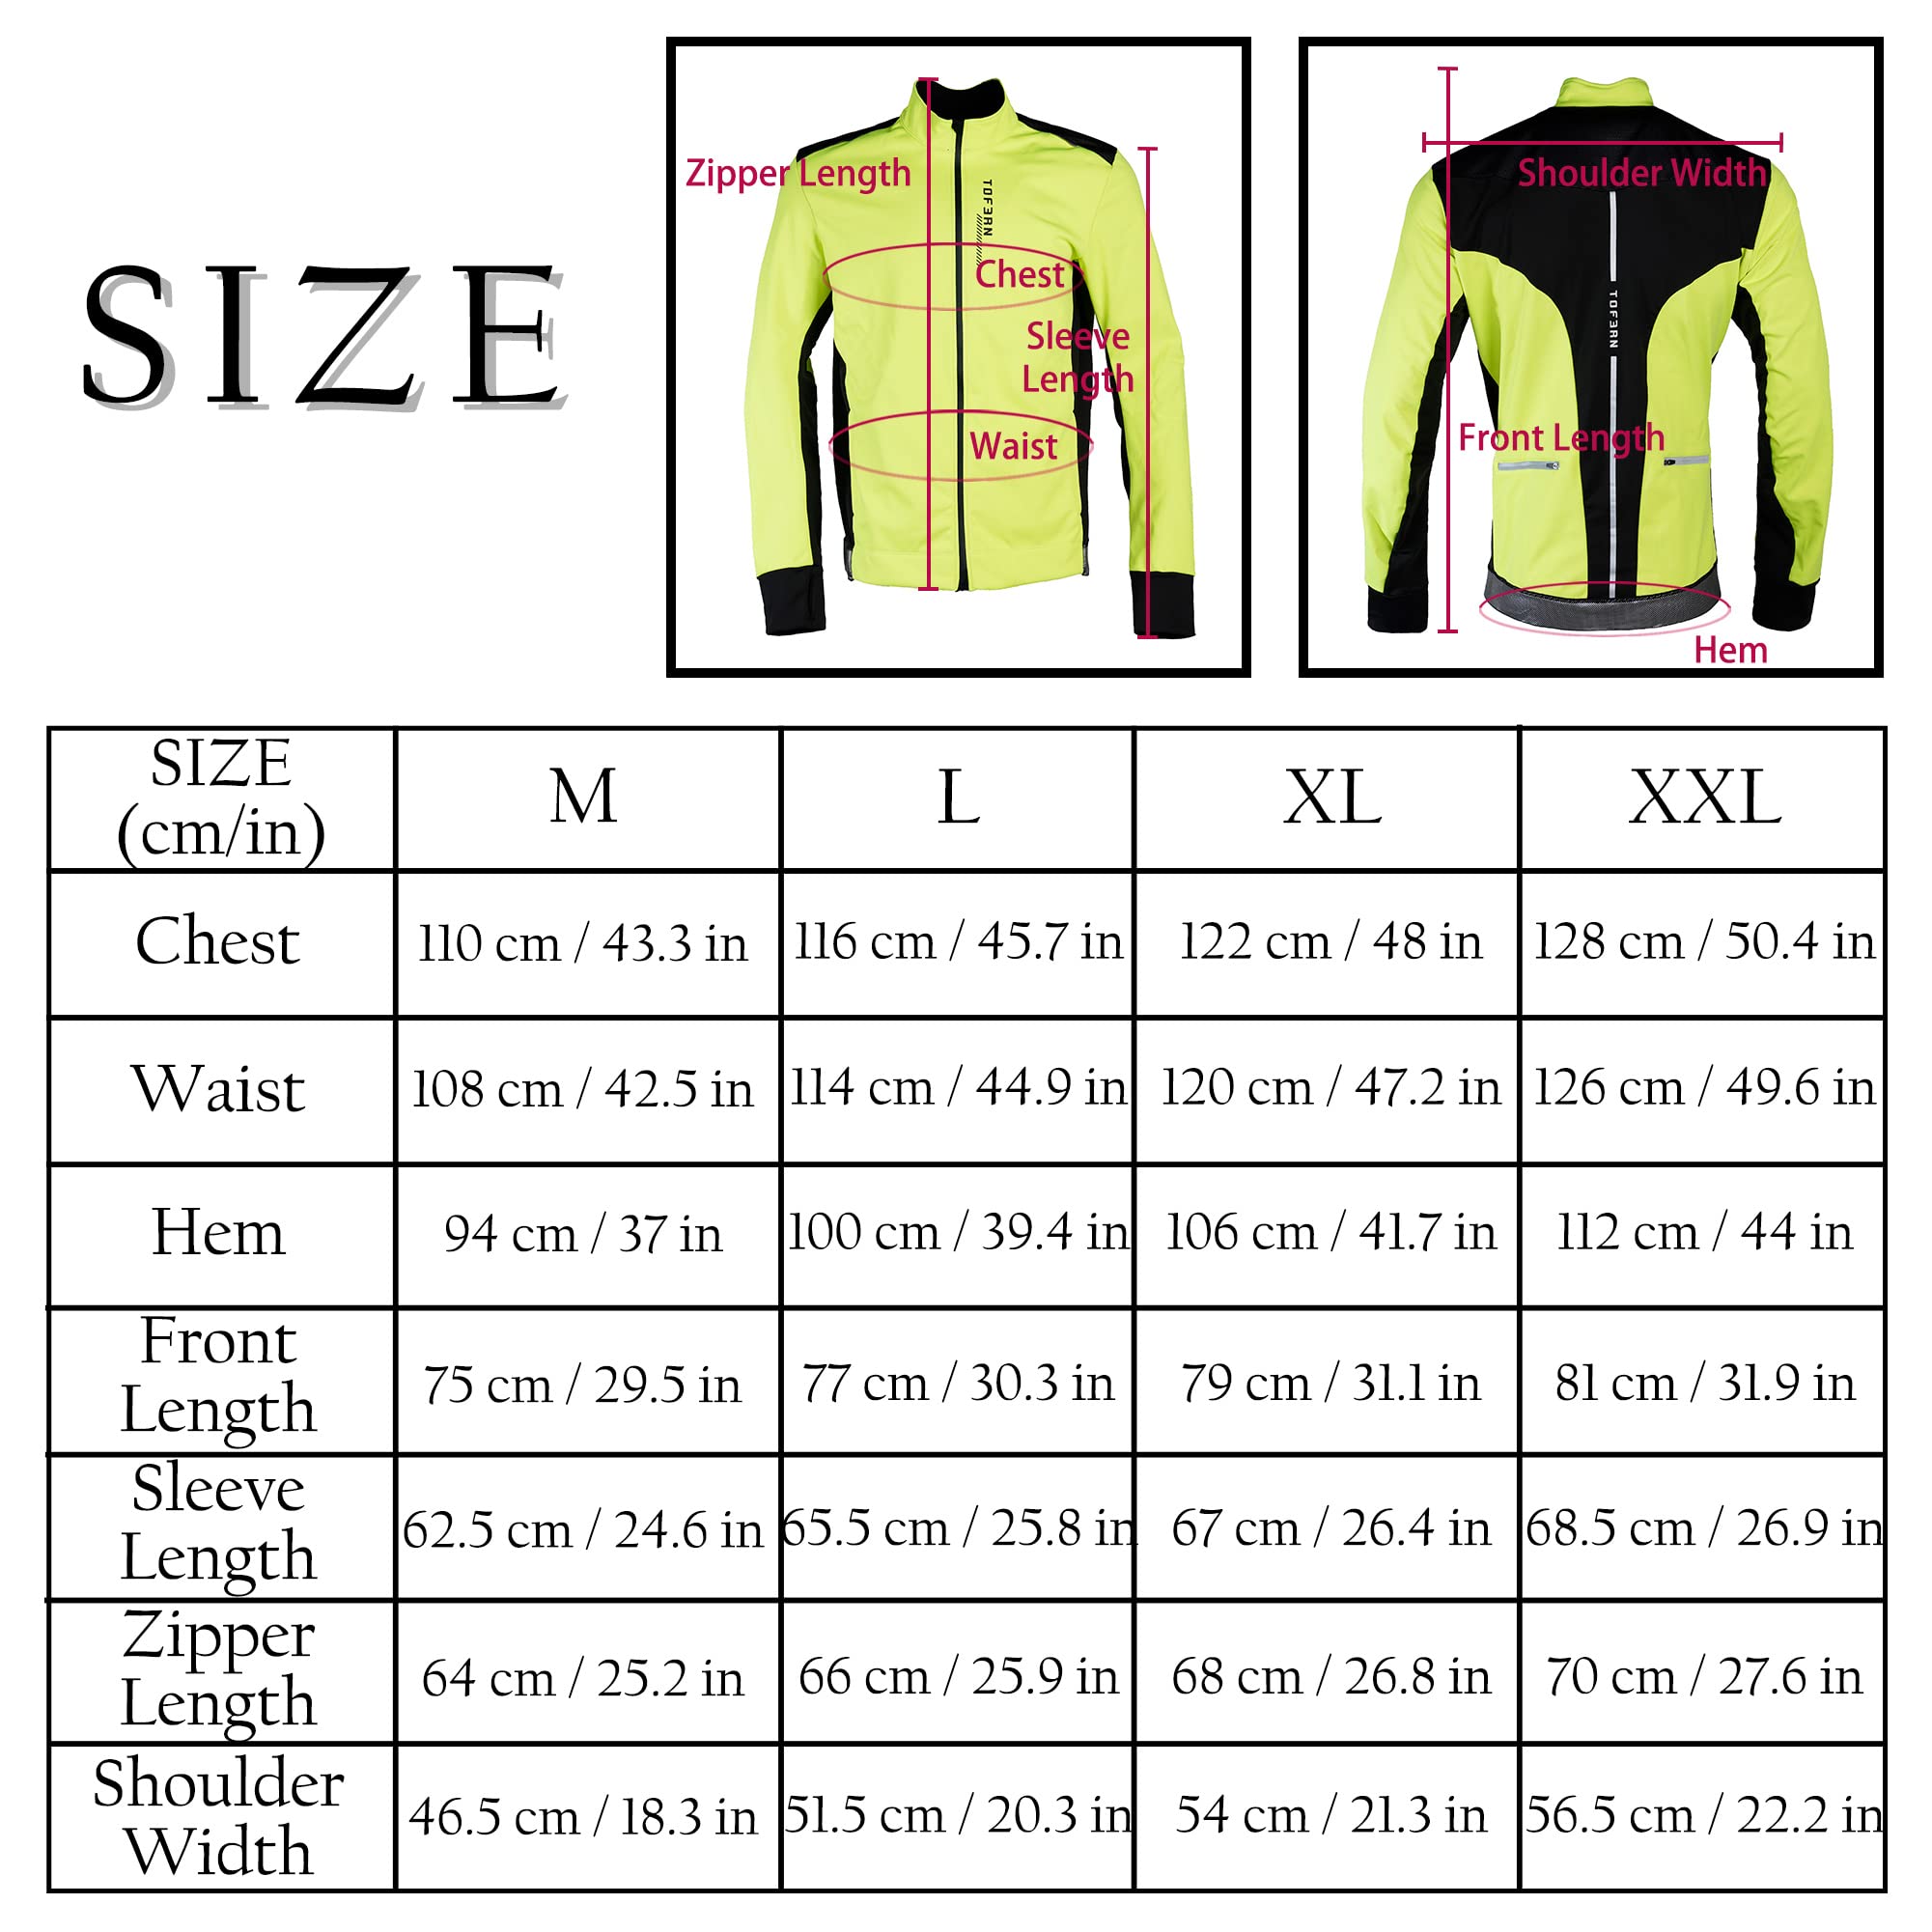 SIZE
Zipper Length
TOFERN
Chest
Sleeve
Length
Waist
Shoulder Width
TOFERN
Front Length
Hem
SIZE
(cm/in)
M
L
XL
XXL
Chest
110 cm / 43.3 in
116 cm / 45.7 in
122 cm / 48 in
128 cm / 50.4 in
Waist
108 cm / 42.5 in
114 cm / 44.9 in
120 cm / 47.2 in
126 cm / 49.6 in
Hem
94 cm / 37 in
100 cm / 39.4 in
106 cm / 41.7 in
112 cm / 44 in
Front
Length
75 cm / 29.5 in
77 cm / 30.3 in
79 cm / 31.1 in
81 cm / 31.9 in
Sleeve
Length
62.5 cm / 24.6 in
65.5 cm / 25.8 in
67 cm / 26.4 in
68.5 cm / 26.9 in
Zipper
Length
64 cm / 25.2 in
66 cm / 25.9 in
68 cm / 26.8 in
70 cm / 27.6 in
Shoulder
Width
46.5 cm / 18.3 in
51.5 cm / 20.3 in
54 cm / 21.3 in
56.5 cm / 22.2 in